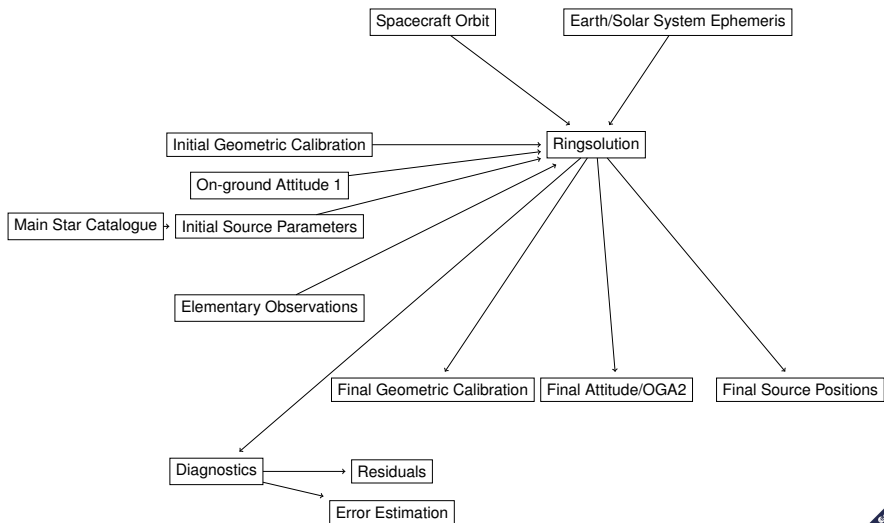 Spacecraft Orbit
Earth/Solar System Ephemeris
Initial Geometric Calibration
Ringsolution
On-ground Attitude 1
Main Star Catalogue
Initial Source Parameters
Elementary Observations
Final Geometric Calibration
Final Attitude/OGA2
Final Source Positions
Diagnostics
Residuals
Error Estimation